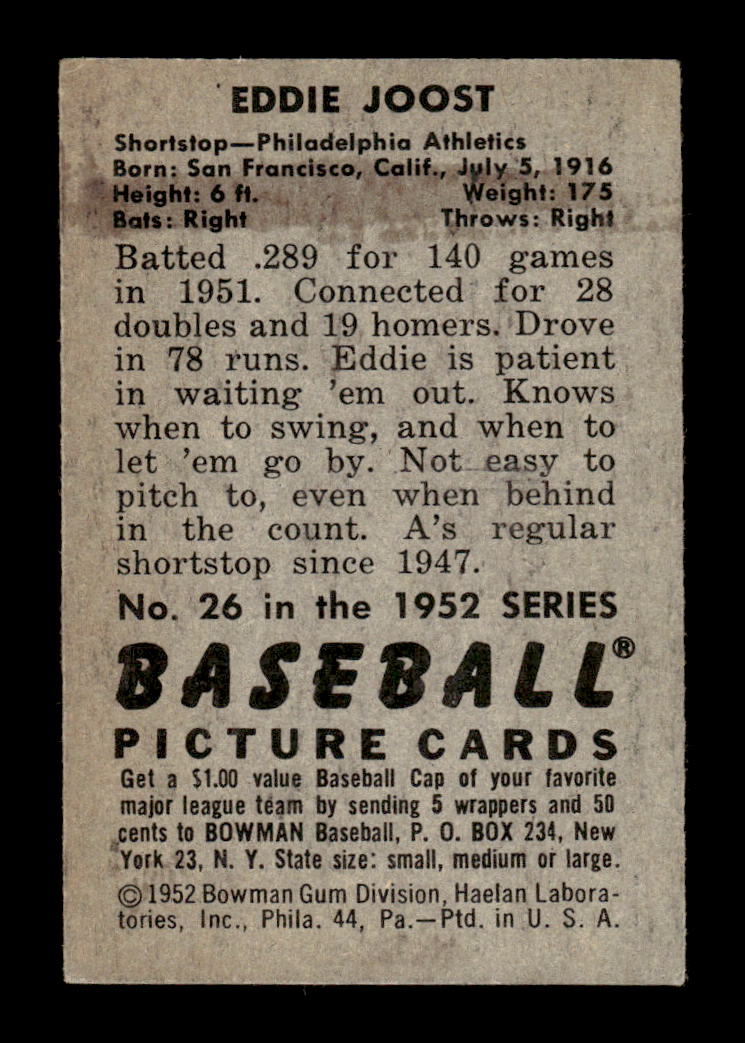 EDDIE JOOST
Shortstop—Philadelphia Athletics
Born: San Francisco, Calif., July 5, 1916
Height: 6 ft. Weight: 175
Bats: Right Throws: Right
Batted .289 for 140 games
in 1951. Connected for 28
doubles and 19 homers. Drove
in 78 runs. Eddie is patient
in waiting 'em out. Knows
when to swing, and when to
let 'em go by. Not easy to
pitch to, even when behind
in the count. A's regular
shortstop since 1947.
No. 26 in the 1952 SERIES
BASEBALL®
PICTURE CARDS
Get a $1.00 value Baseball Cap of your favorite
major league team by sending 5 wrappers and 50
cents to BOWMAN Baseball, P. O. BOX 234, New
York 23, N. Y. State size: small, medium or large.
©1952 Bowman Gum Division, Haelan Labora-
tories, Inc., Phila. 44, Pa.—Ptd. in U. S. A.